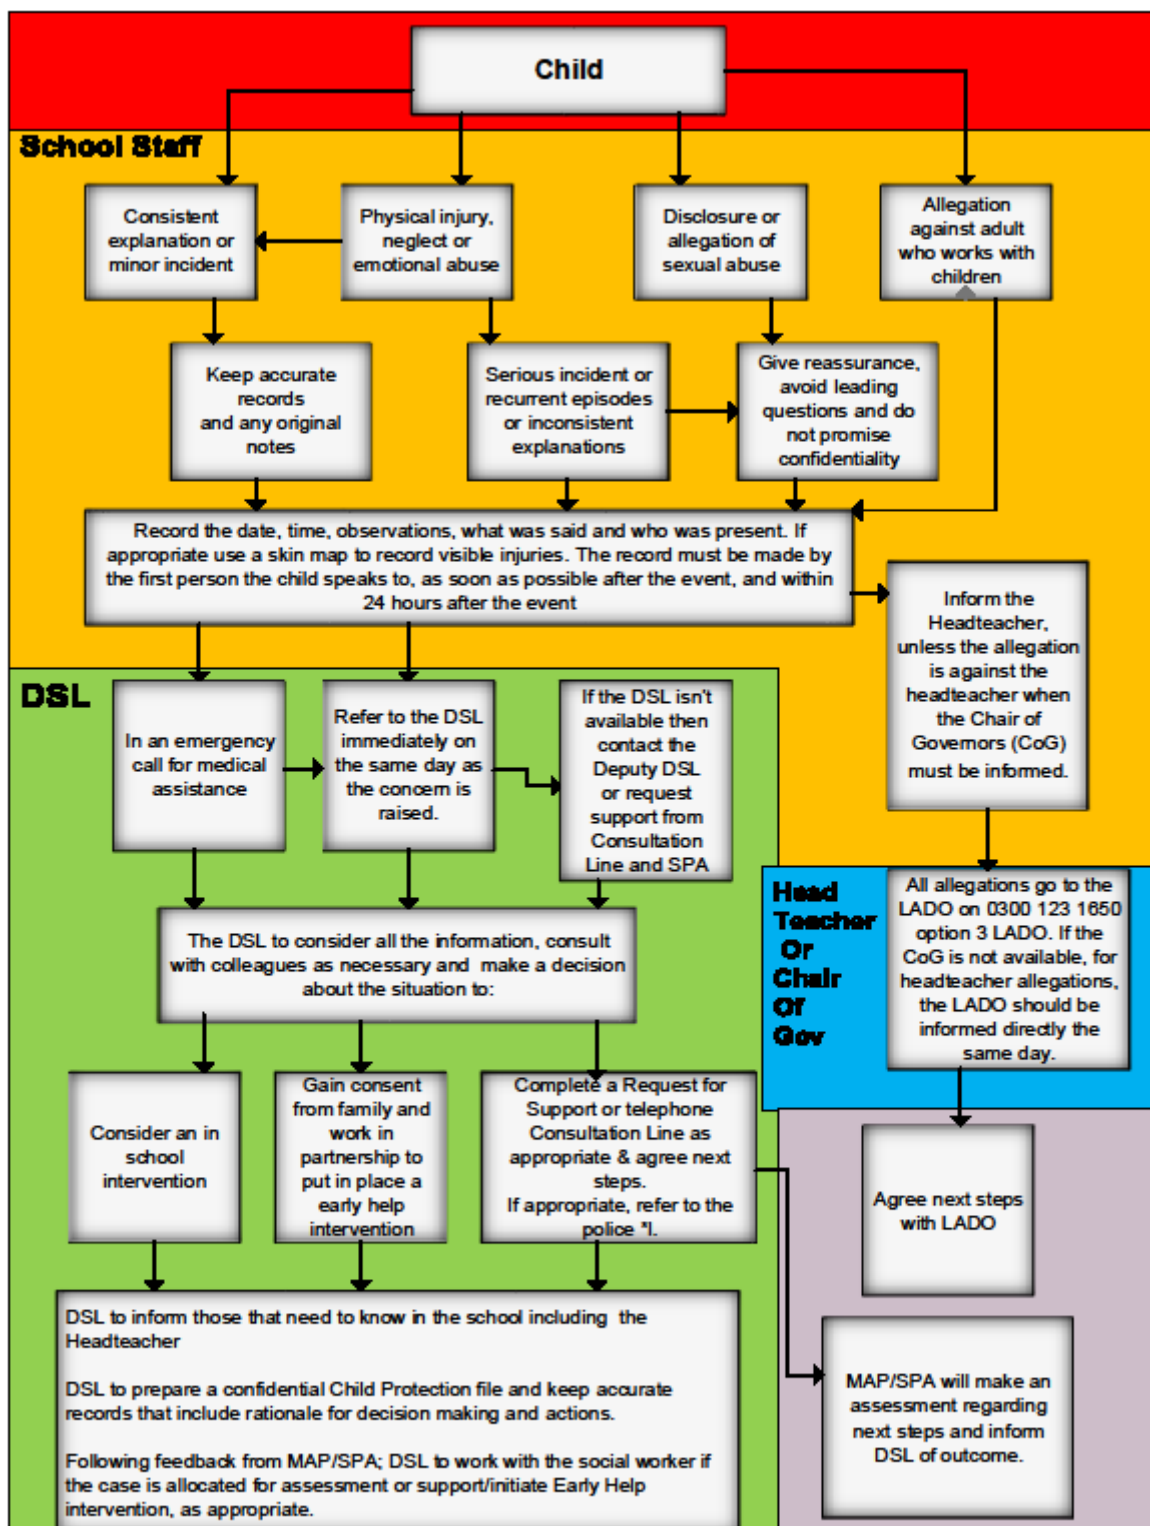 Child
School Staff
Consistent
explanation or
minor incident
Physical injury,
neglect or
emotional abuse
Disclosure or
allegation of
sexual abuse
Allegation
against adult
who works with
children
Keep accurate
records
and any original
notes
Serious incident or
recurrent episodes
or inconsistent
explanations
Give reassurance,
avoid leading
questions and do
not promise
confidentiality
Record the date, time, observations, what was said and who was present. If
appropriate use a skin map to record visible injuries. The record must be made by
the first person the child speaks to, as soon as possible after the event, and within
24 hours after the event
Inform the
Headteacher,
unless the allegation
is against the
headteacher when
the Chair of
Governors (CoG)
must be informed.
DSL
In an emergency
call for medical
assistance
Refer to the DSL
immediately on
the same day as
the concern is
raised.
If the DSL isn't
available then
contact the
Deputy DSL
or request
support from
Consultation
Line and SPA
Head
Teacher
Or
Chair
Of
Gov
All allegations go to the
LADO on 0300 123 1650
option 3 LADO. If the
CoG is not available, for
headteacher allegations,
the LADO should be
informed directly the
same day.
The DSL to consider all the information, consult
with colleagues as necessary and make a decision
about the situation to:
Consider an in
school
intervention
Gain consent
from family and
work in
partnership to
put in place a
early help
intervention
Complete a Request for
Support or telephone
Consultation Line as
appropriate & agree next
steps.
If appropriate, refer to the
police *I.
Agree next steps
with LADO
DSL to inform those that need to know in the school including the
Headteacher
DSL to prepare a confidential Child Protection file and keep accurate
records that include rationale for decision making and actions.
Following feedback from MAP/SPA; DSL to work with the social worker if
the case is allocated for assessment or support/initiate Early Help
intervention, as appropriate.
MAP/SPA will make an
assessment regarding
next steps and inform
DSL of outcome.